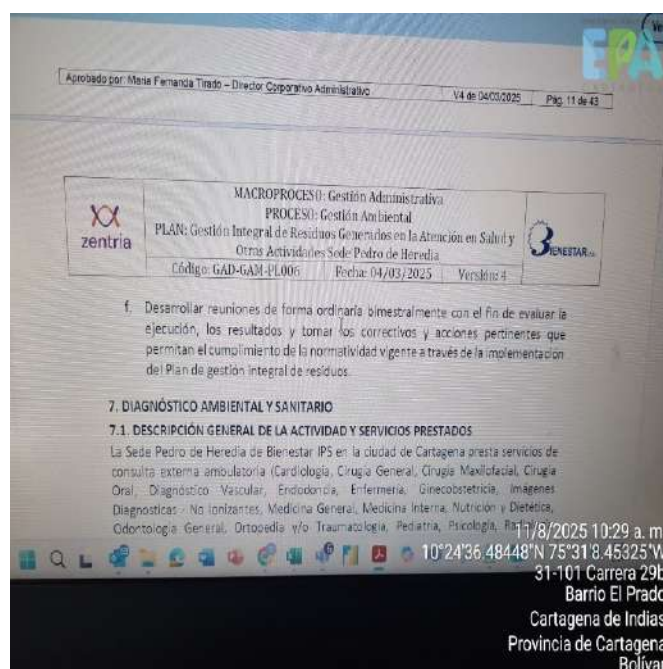 EPA
Aprobado por: Maria Fernanda Tirado – Director Corporativo Administrativo V4 de 04/03/2025 Pág. 11 de 43
zentria
MACROPROCESO: Gestión Administrativa
PROCESO: Gestión Ambiental
PLAN: Gestión Integral de Residuos Generados en la Atención en Salud y
Otras Actividades Sede Pedro de Heredia
Código: GAD-GAM-PL006 Fecha: 04/03/2025 Versión: 4
BIENESTAR
f. Desarrollar reuniones de forma ordinaria bimestralmente con el fin de evaluar la
ejecución, los resultados y tomar los correctivos y acciones pertinentes que
permitan el cumplimiento de la normatividad vigente a través de la implementación
del Plan de gestión integral de residuos.
7. DIAGNÓSTICO AMBIENTAL Y SANITARIO
7.1. DESCRIPCIÓN GENERAL DE LA ACTIVIDAD Y SERVICIOS PRESTADOS
La Sede Pedro de Heredia de Bienestar IPS en la ciudad de Cartagena presta servicios de
consulta externa ambulatoria (Cardiología, Cirugía General, Cirugía Maxilofacial, Cirugía
Oral, Diagnóstico Vascular, Endodoncia, Enfermería, Ginecobstetricia, Imágenes
Diagnosticas - No Ionizantes, Medicina General, Medicina Interna, Nutrición y Dietética,
Odontología General, Ortopedia y/o Traumatología, Pediatría, Psicología,
11/8/2025 10:29 a. m
10°24'36.48448"N 75°31'8.45325"W
31-101 Carrera 29b
Barrio El Prado
Cartagena de Indias
Provincia de Cartagena
Bolívar